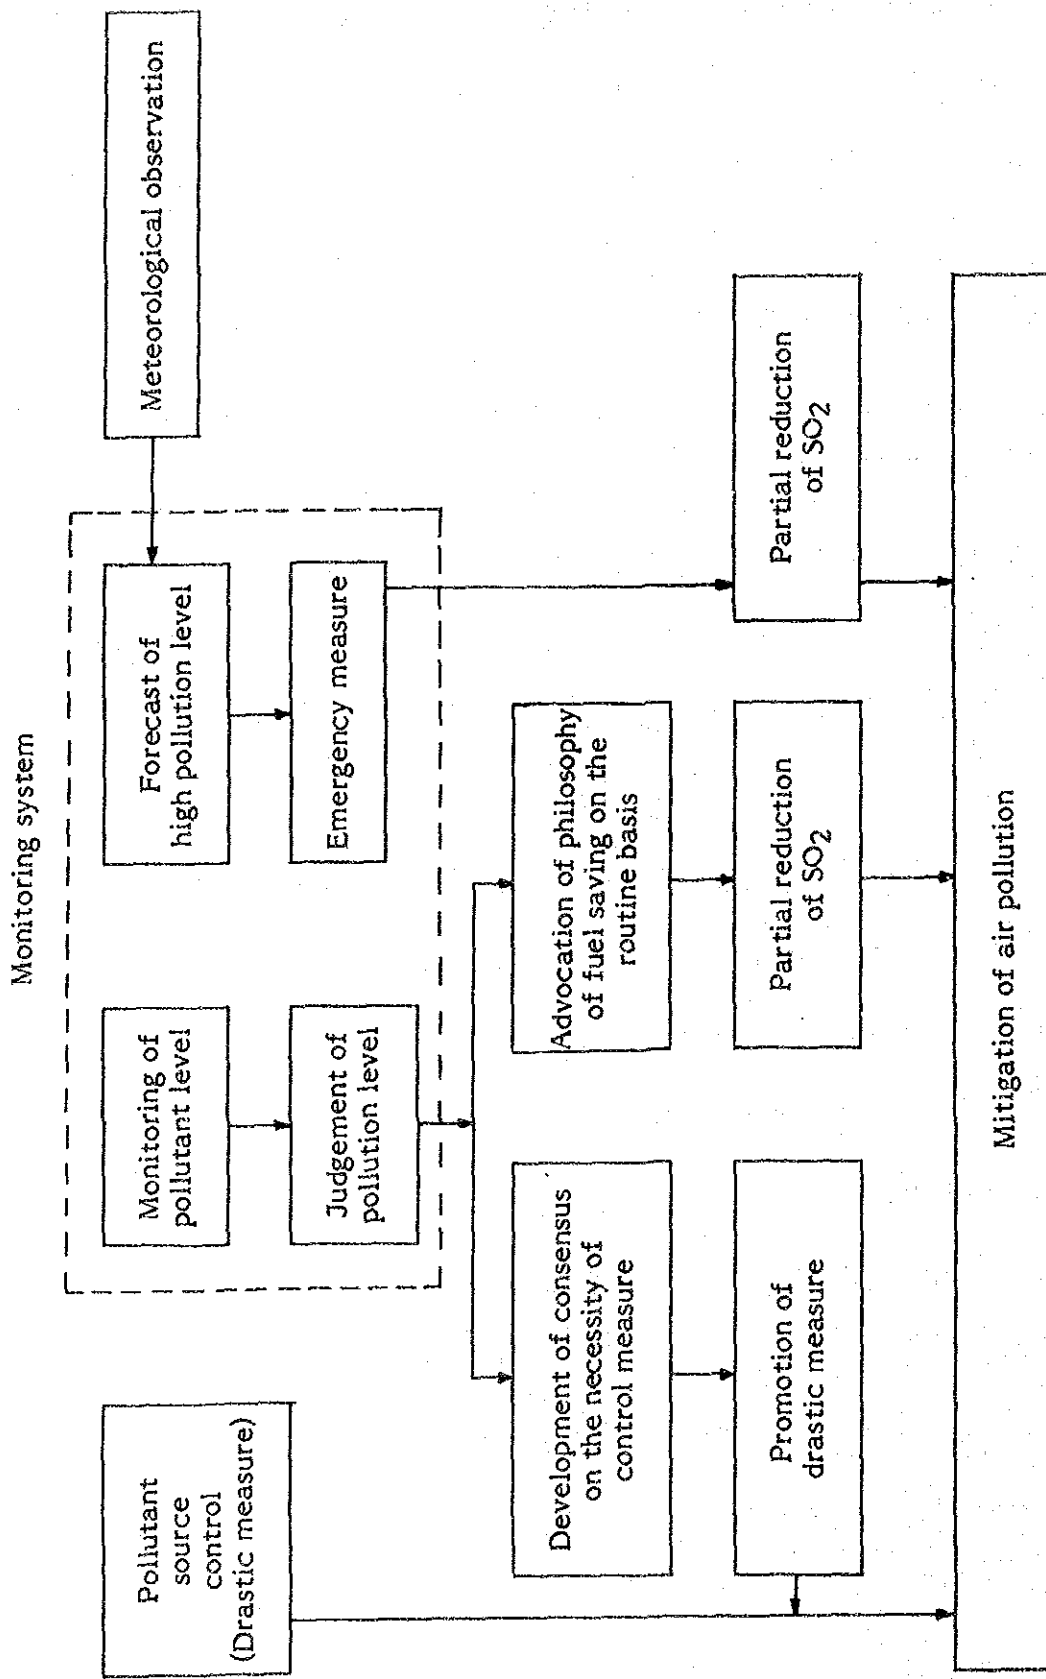 Monitoring system
Pollutant
source
control
(Drastic measure)
Monitoring of
pollutant level
Forecast of
high pollution level
Meteorological observation
Judgement of
pollution level
Emergency measure
Development of consensus
on the necessity of
control measure
Advocation of philosophy
of fuel saving on the
routine basis
Promotion of
drastic measure
Partial reduction
of SO2
Partial reduction
of SO2
Mitigation of air pollution